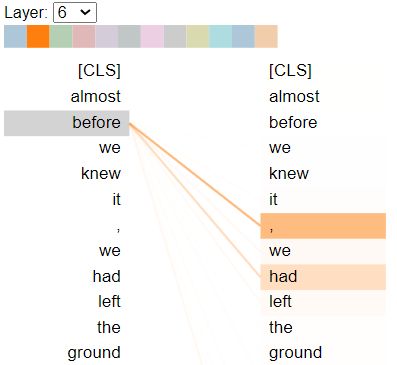 Layer: 6
[CLS] [CLS]
almost almost
before before
we we
knew knew
it it
, ,
we we
had had
left left
the the
ground ground